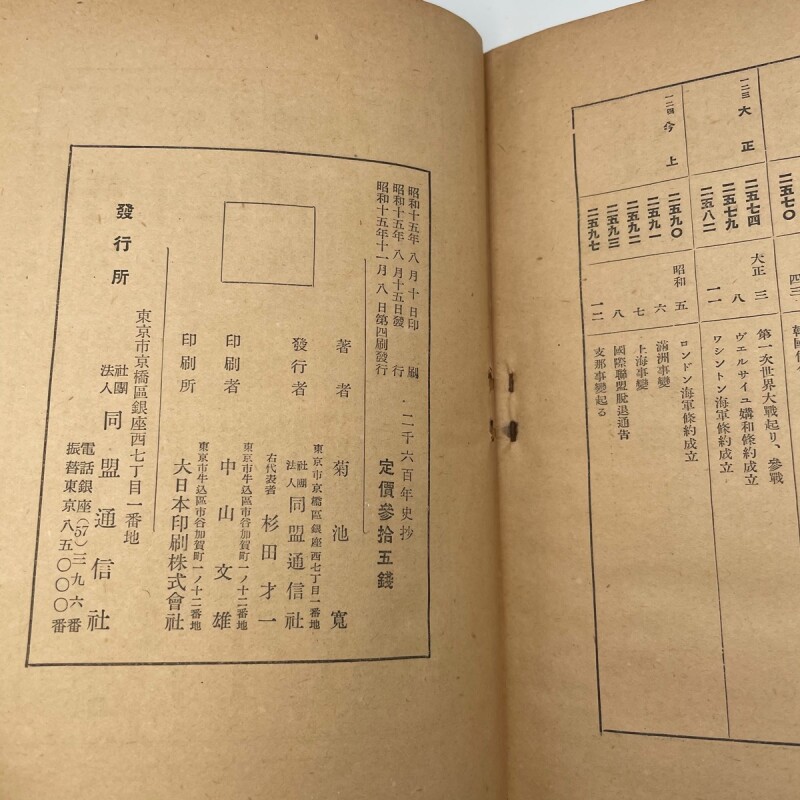 二五七〇
四三
一二三 大正
二五七四
二五七九
二五八二
大正 三
八
一一
第一次世界大戰起り、參戰
ヴエルサイユ媾和條約成立
ワシントン海軍條約成立
一二四 今上
二五九〇
二五九一
二五九二
二五九三
二五九七
昭和 五
六
七
八
一二
ロンドン海軍條約成立
滿洲事變
上海事變
國際聯盟脫退通吿
支那事變起る
二千六百年史抄
定價參拾五錢
昭和十五年 八月 十 日印 刷
昭和十五年 八月十五日發 行
昭和十五年十一月 八 日第四刷發行
著者 菊池寬
東京市京橋區銀座西七丁目一番地
發行者 社團法人 同盟通信社
右代表者 杉田才一
東京市牛込區市谷加賀町一ノ十二番地
印刷者 中山文雄
東京市牛込區市谷加賀町一ノ十二番地
印刷所 大日本印刷株式會社
東京市京橋區銀座西七丁目一番地
發行所 社團法人 同盟通信社
電話銀座(57)三九六番
振替東京八五〇〇〇番